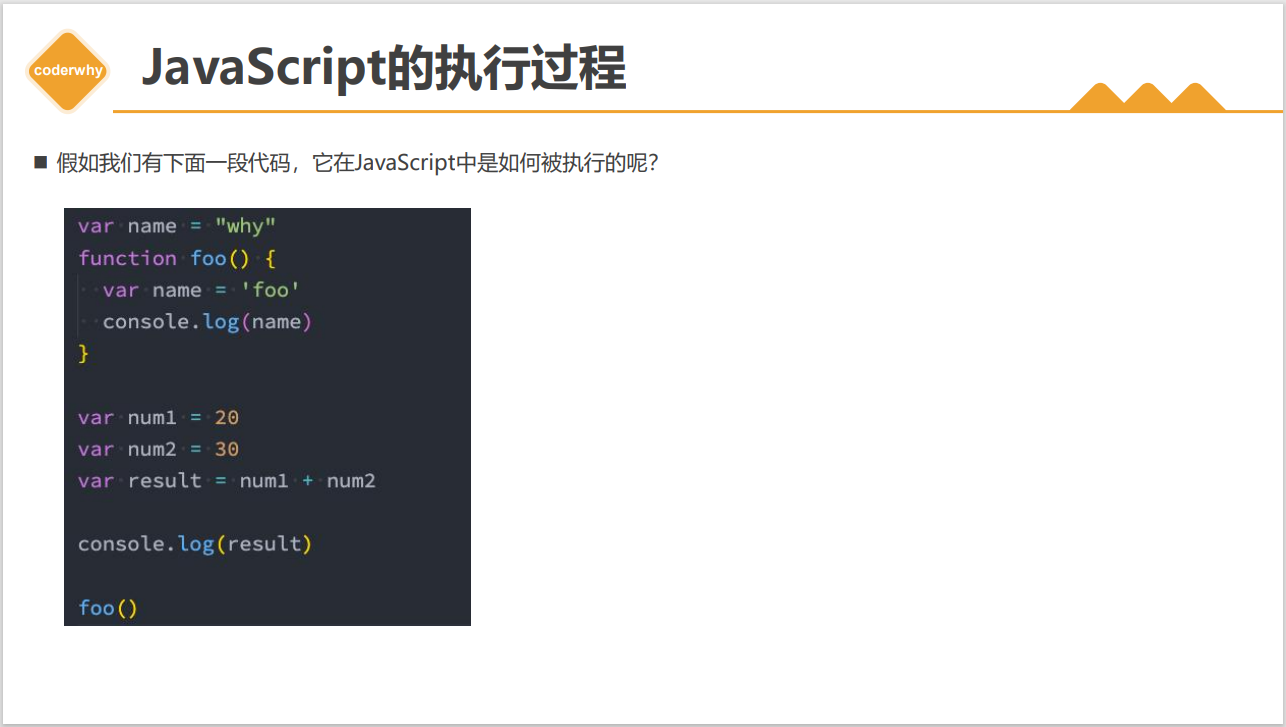 coderwhy
JavaScript的执行过程
假如我们有下面一段代码，它在JavaScript中是如何被执行的呢？
var name = "why"
function foo() {
  var name = 'foo'
  console.log(name)
}
var num1 = 20
var num2 = 30
var result = num1 + num2
console.log(result)
foo()